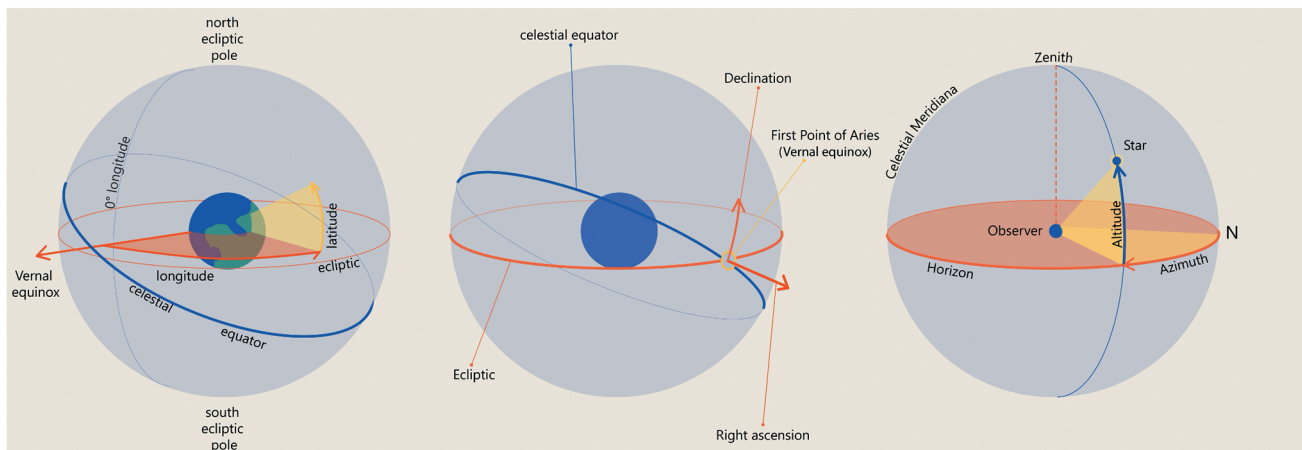 north
ecliptic
pole
0° longitude
latitude
ecliptic
longitude
Vernal
equinox
celestial
equator
south
ecliptic
pole
celestial equator
Declination
First Point of Aries
(Vernal equinox)
Ecliptic
Right ascension
Zenith
Celestial Meridiana
Star
Observer
Altitude
N
Horizon
Azimuth